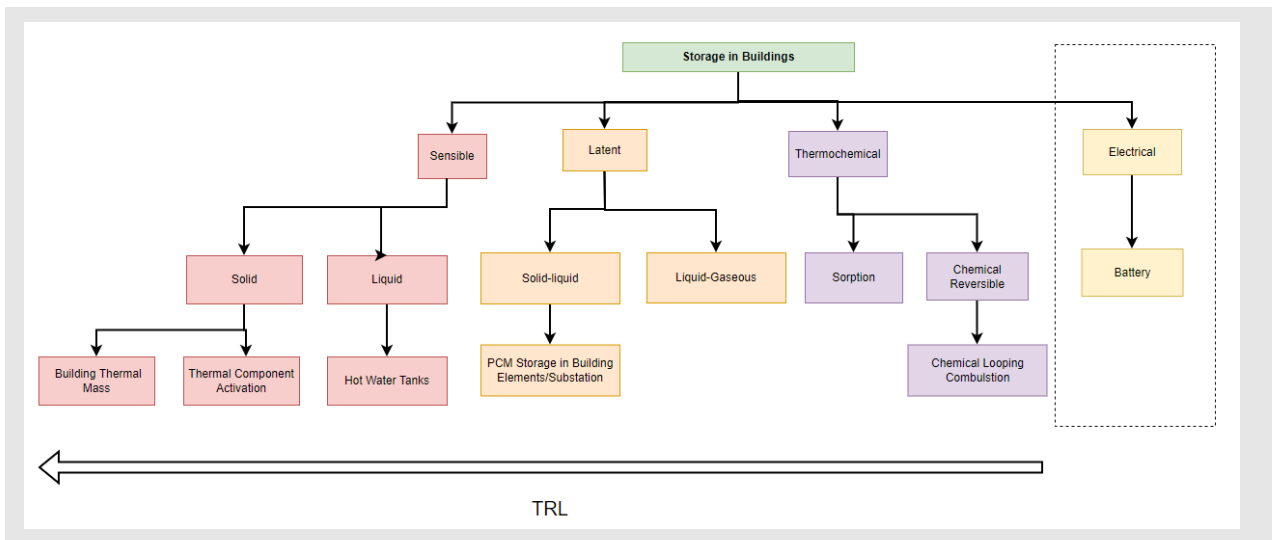 Storage in Buildings
Sensible
Latent
Thermochemical
Electrical
Solid
Liquid
Solid-liquid
Liquid-Gaseous
Sorption
Chemical
Reversible
Battery
Building Thermal
Mass
Thermal Component
Activation
Hot Water Tanks
PCM Storage in Building
Elements/Substation
Chemical Looping
Combulstion
TRL